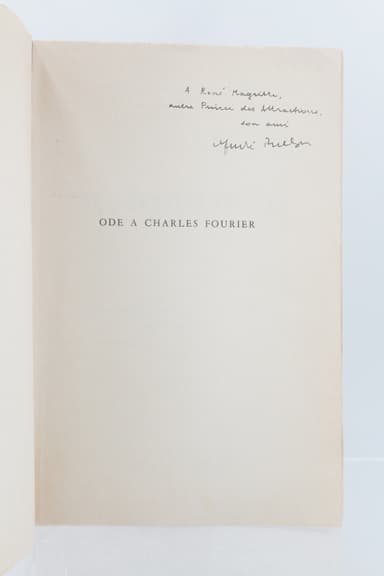 A René Magritte,
autre Prince des Attractions,
son ami
André Breton
ODE A CHARLES FOURIER